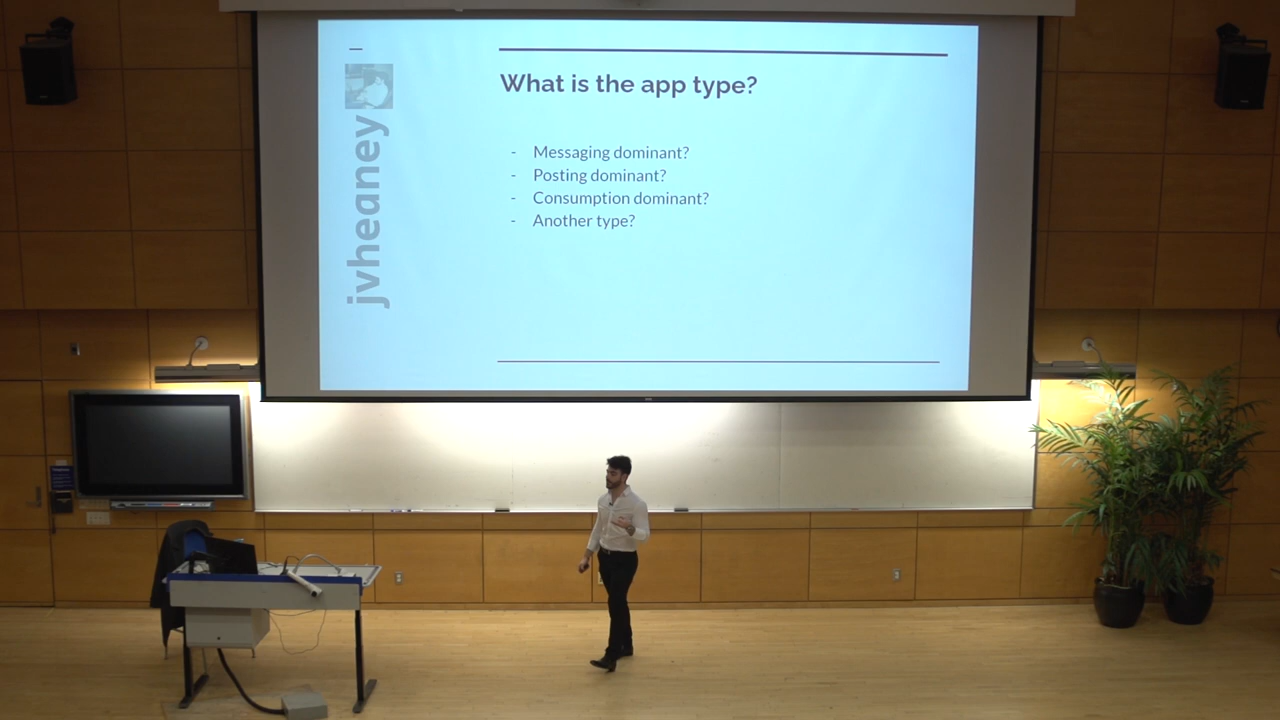 jvheaney
What is the app type?
- Messaging dominant?
- Posting dominant?
- Consumption dominant?
- Another type?